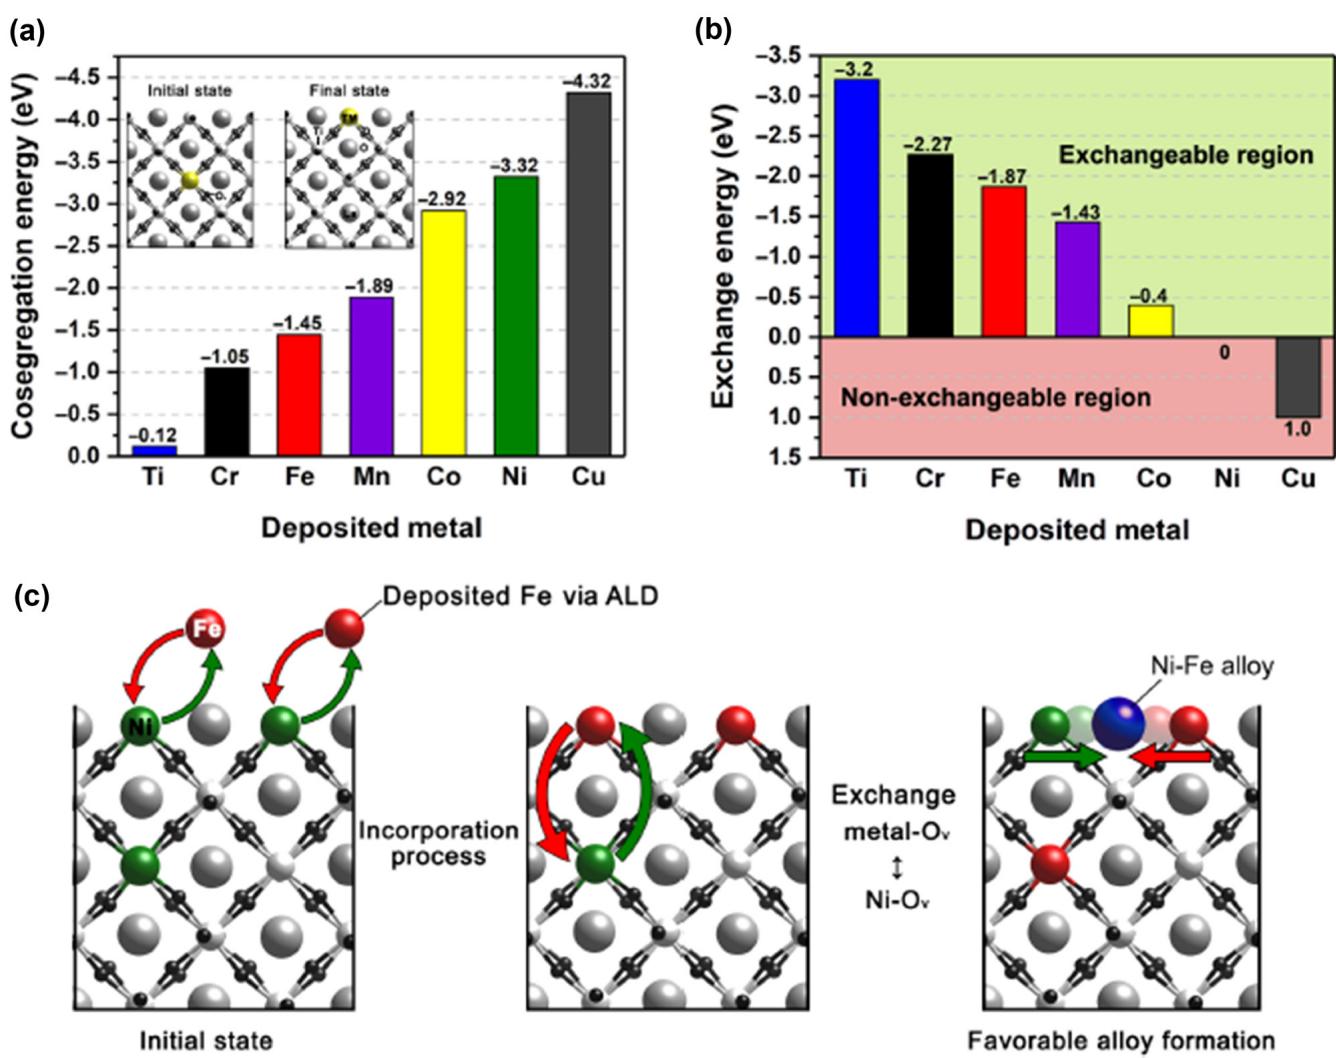 (a)
Cosegregation energy (eV)
−4.5
−4.0
−3.5
−3.0
−2.5
−2.0
−1.5
−1.0
−0.5
0.0
Initial state
Final state
TM
Ti
O
−0.12
−1.05
−1.45
−1.89
−2.92
−3.32
−4.32
Ti Cr Fe Mn Co Ni Cu
Deposited metal
(b)
Exchange energy (eV)
−3.5
−3.0
−2.5
−2.0
−1.5
−1.0
−0.5
0.0
0.5
1.0
1.5
−3.2
−2.27
−1.87
−1.43
−0.4
0
1.0
Exchangeable region
Non-exchangeable region
Ti Cr Fe Mn Co Ni Cu
Deposited metal
(c)
Deposited Fe via ALD
Fe
Ni
Initial state
Incorporation
process
Exchange
metal-Oᵥ
↕
Ni-Oᵥ
Ni-Fe alloy
Favorable alloy formation